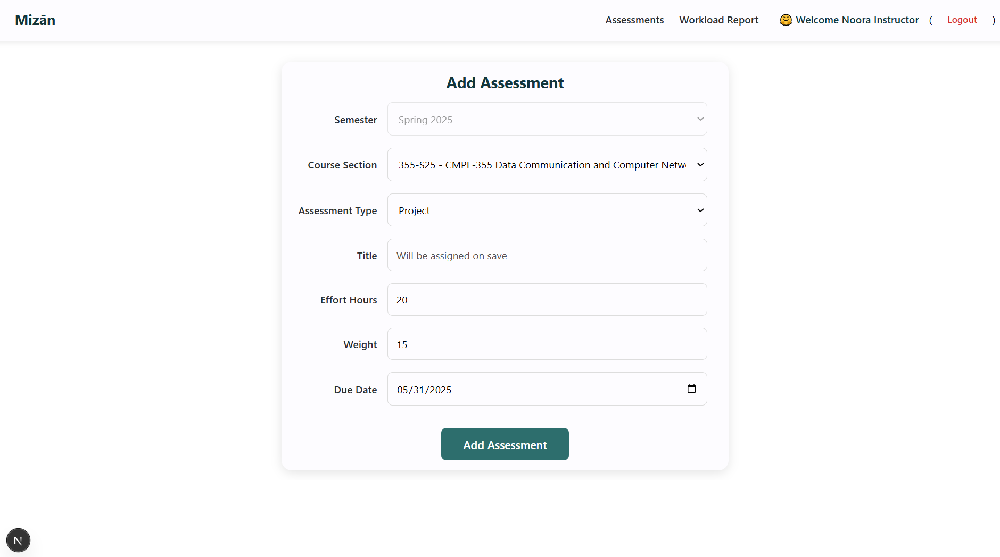 Mizān
Assessments Workload Report 🤗 Welcome Noora Instructor ( Logout )
Add Assessment
Semester Spring 2025
Course Section 355-S25 - CMPE-355 Data Communication and Computer Netw
Assessment Type Project
Title Will be assigned on save
Effort Hours 20
Weight 15
Due Date 05/31/2025
Add Assessment
N